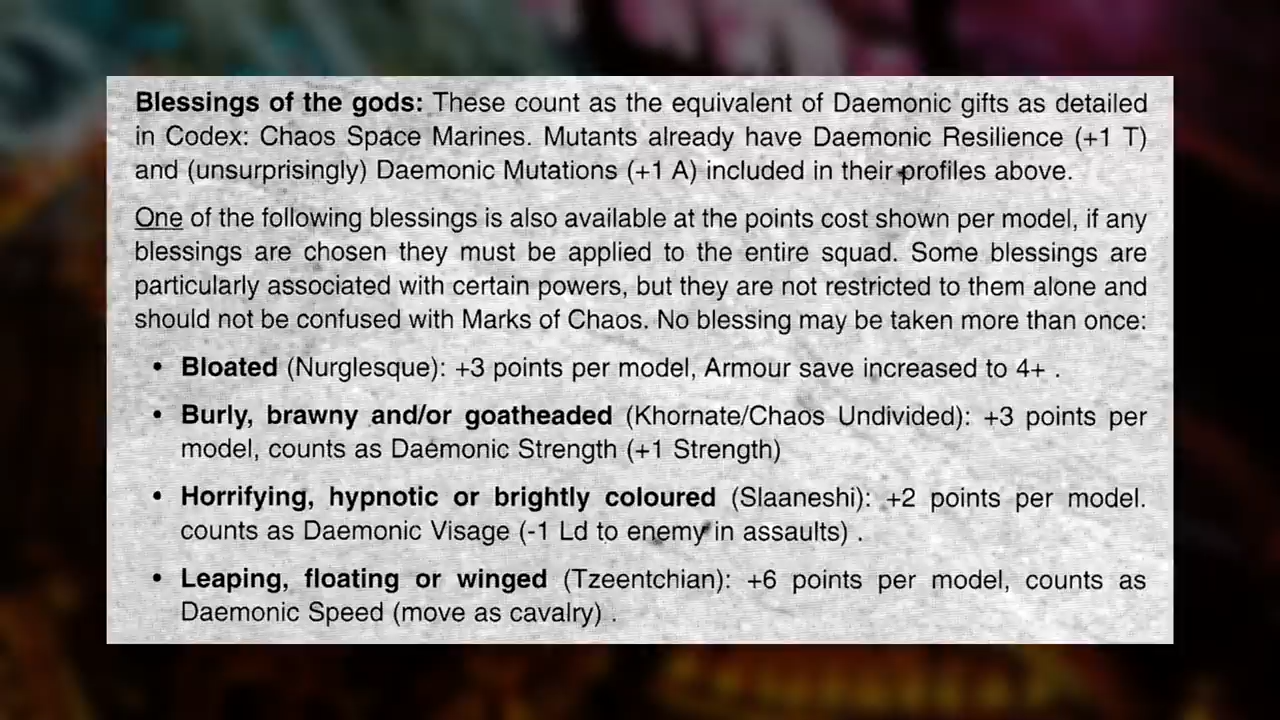 Blessings of the gods: These count as the equivalent of Daemonic gifts as detailed
in Codex: Chaos Space Marines. Mutants already have Daemonic Resilience (+1 T)
and (unsurprisingly) Daemonic Mutations (+1 A) included in their profiles above.
One of the following blessings is also available at the points cost shown per model, if any
blessings are chosen they must be applied to the entire squad. Some blessings are
particularly associated with certain powers, but they are not restricted to them alone and
should not be confused with Marks of Chaos. No blessing may be taken more than once:
• Bloated (Nurglesque): +3 points per model, Armour save increased to 4+ .
• Burly, brawny and/or goatheaded (Khornate/Chaos Undivided): +3 points per
model, counts as Daemonic Strength (+1 Strength)
• Horrifying, hypnotic or brightly coloured (Slaaneshi): +2 points per model.
counts as Daemonic Visage (-1 Ld to enemy in assaults) .
• Leaping, floating or winged (Tzeentchian): +6 points per model, counts as
Daemonic Speed (move as cavalry) .